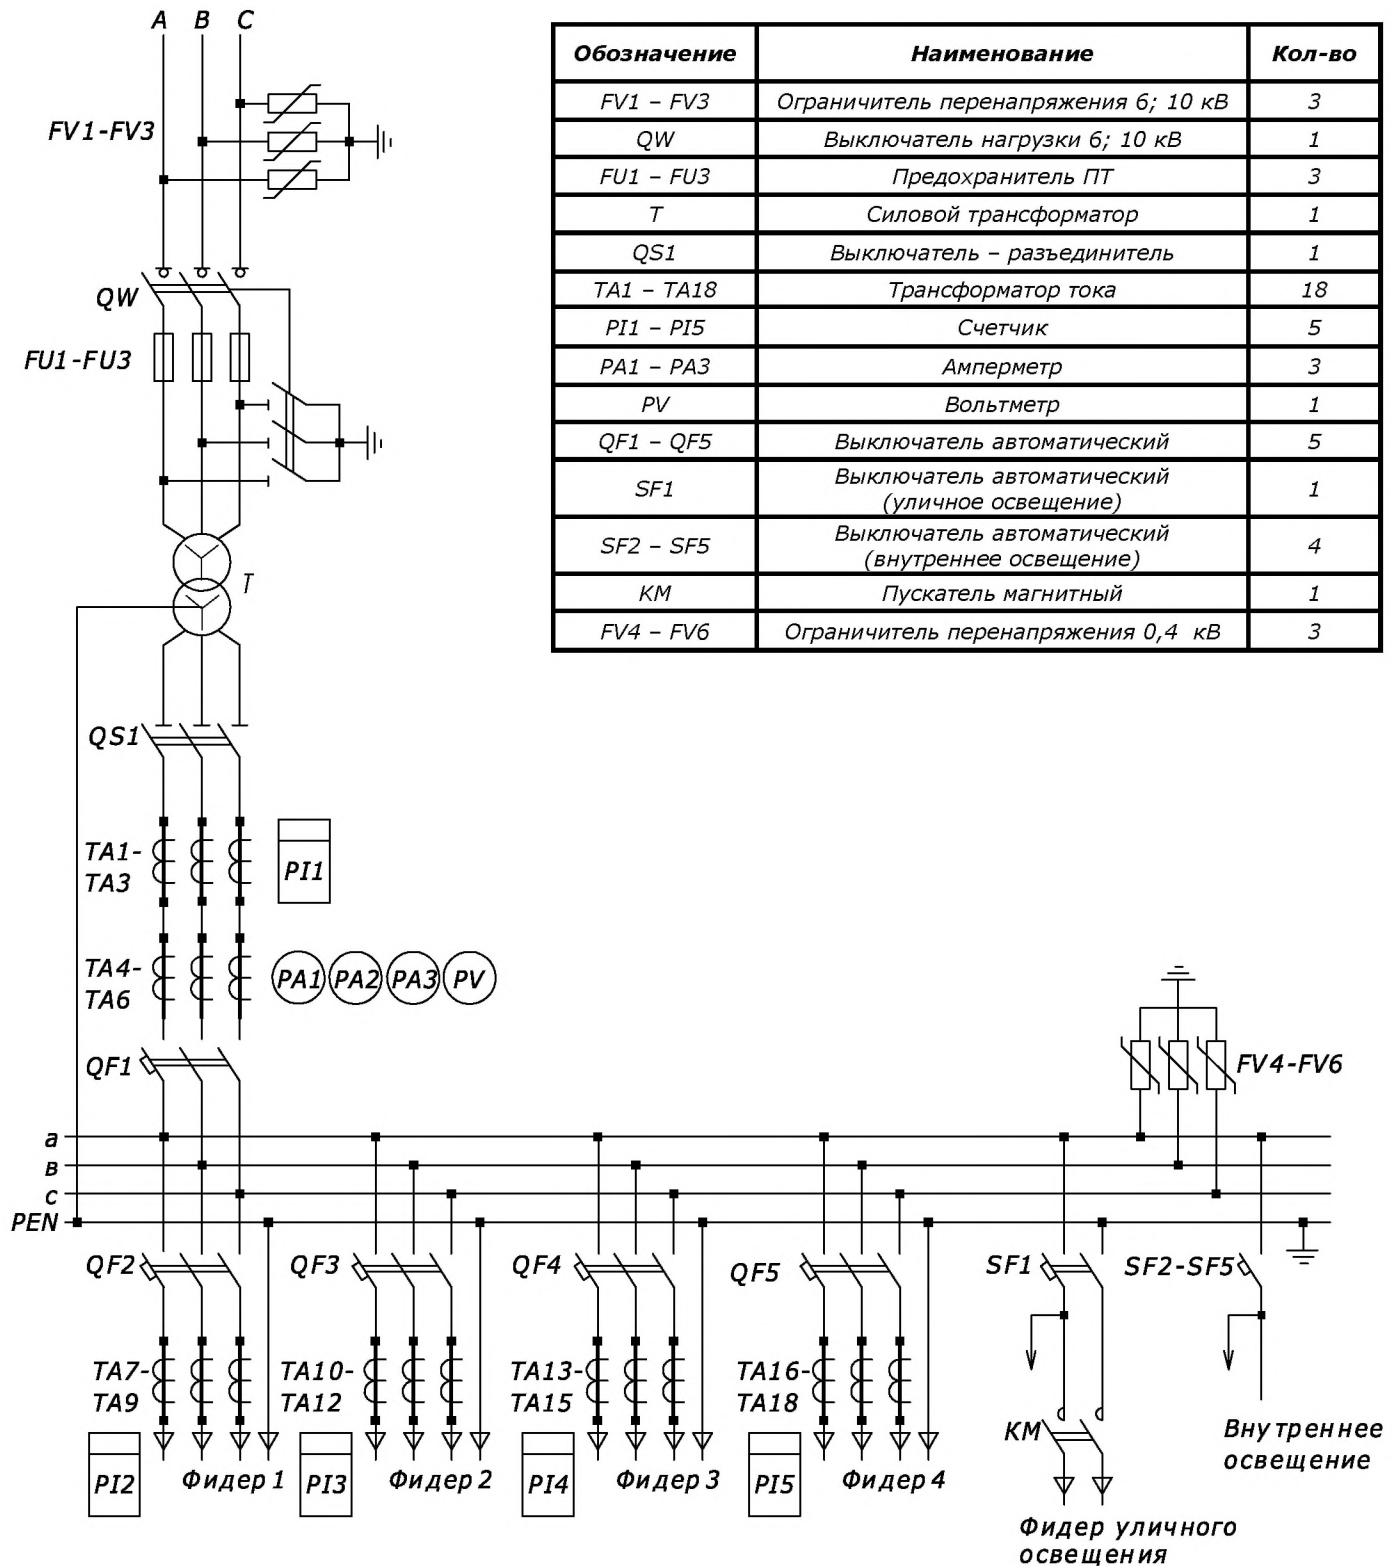 A B C
FV1-FV3
QW
FU1-FU3
T
QS1
TA1-
TA3
PI1
TA4-
TA6
PA1 PA2 PA3 PV
QF1
FV4-FV6
a
в
c
PEN
QF2 QF3 QF4 QF5 SF1 SF2-SF5
TA7-
TA9
TA10-
TA12
TA13-
TA15
TA16-
TA18
KM
PI2 Фидер 1 PI3 Фидер 2 PI4 Фидер 3 PI5 Фидер 4
Внутреннее
освещение
Фидер уличного
освещения
Обозначение Наименование Кол-во
FV1 – FV3 Ограничитель перенапряжения 6; 10 кВ 3
QW Выключатель нагрузки 6; 10 кВ 1
FU1 – FU3 Предохранитель ПТ 3
T Силовой трансформатор 1
QS1 Выключатель – разъединитель 1
TA1 – TA18 Трансформатор тока 18
PI1 – PI5 Счетчик 5
PA1 – PA3 Амперметр 3
PV Вольтметр 1
QF1 – QF5 Выключатель автоматический 5
SF1 Выключатель автоматический
(уличное освещение) 1
SF2 – SF5 Выключатель автоматический
(внутреннее освещение) 4
KM Пускатель магнитный 1
FV4 – FV6 Ограничитель перенапряжения 0,4 кВ 3